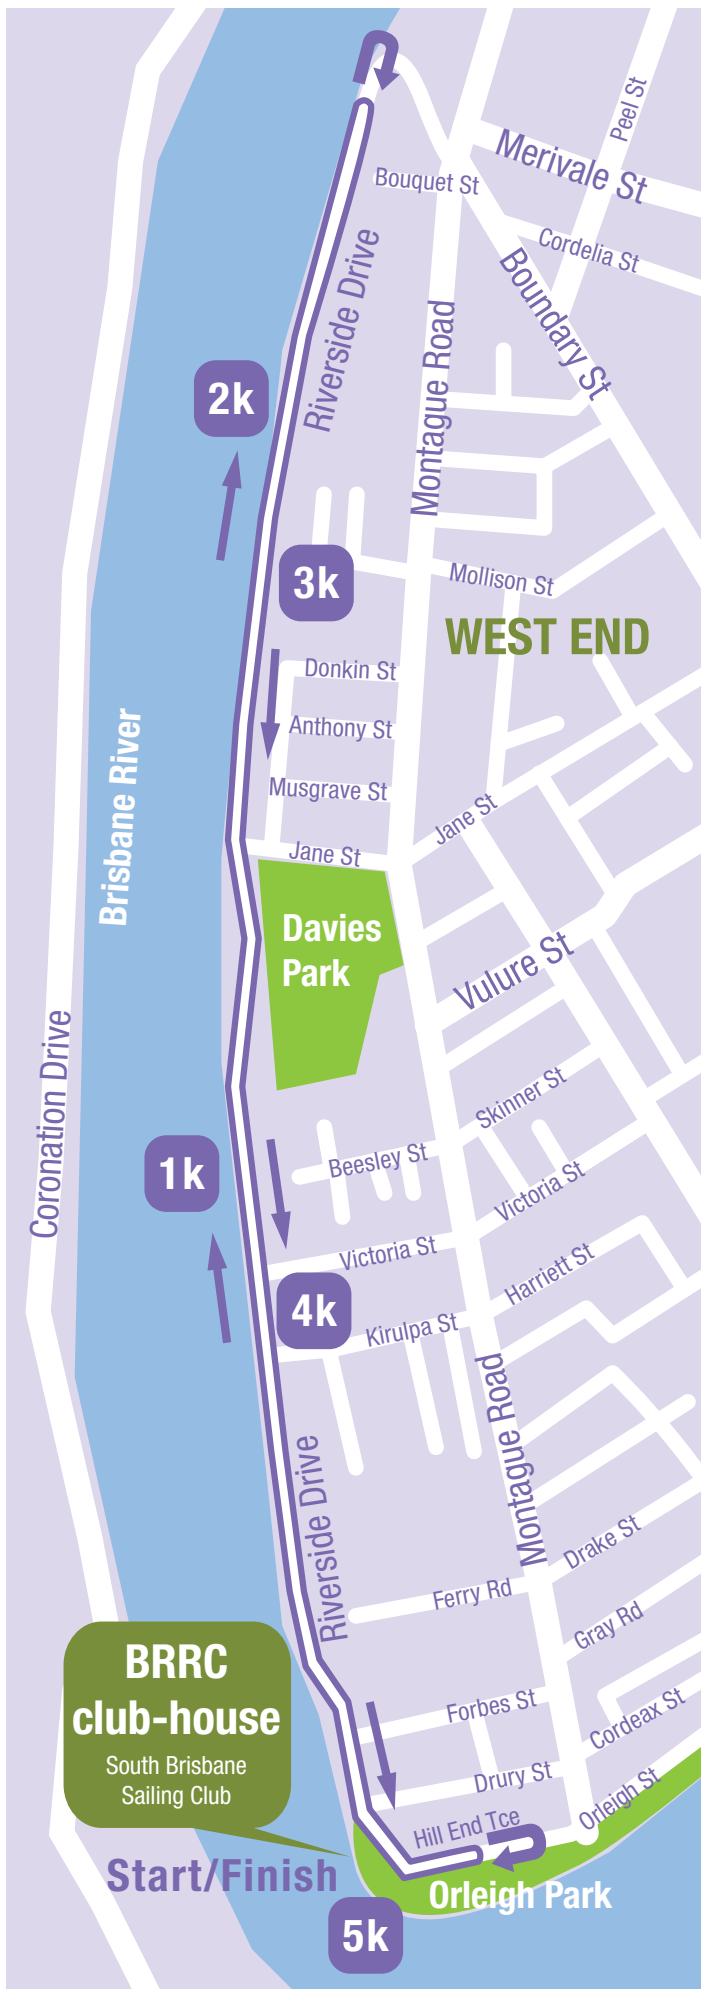 Peel St
Merivale St
Bouquet St
Cordelia St
Riverside Drive
Boundary St
Montague Road
2k
3k
Mollison St
WEST END
Donkin St
Anthony St
Musgrave St
Jane St
Jane St
Brisbane River
Davies
Park
Vulure St
Coronation Drive
Skinner St
Beesley St
1k
Victoria St
Victoria St
Harriett St
4k
Kirulpa St
Montague Road
Riverside Drive
Drake St
Ferry Rd
Gray Rd
BRRC
club-house
South Brisbane
Sailing Club
Forbes St
Cordeax St
Drury St
Orleigh St
Hill End Tce
Start/Finish
Orleigh Park
5k